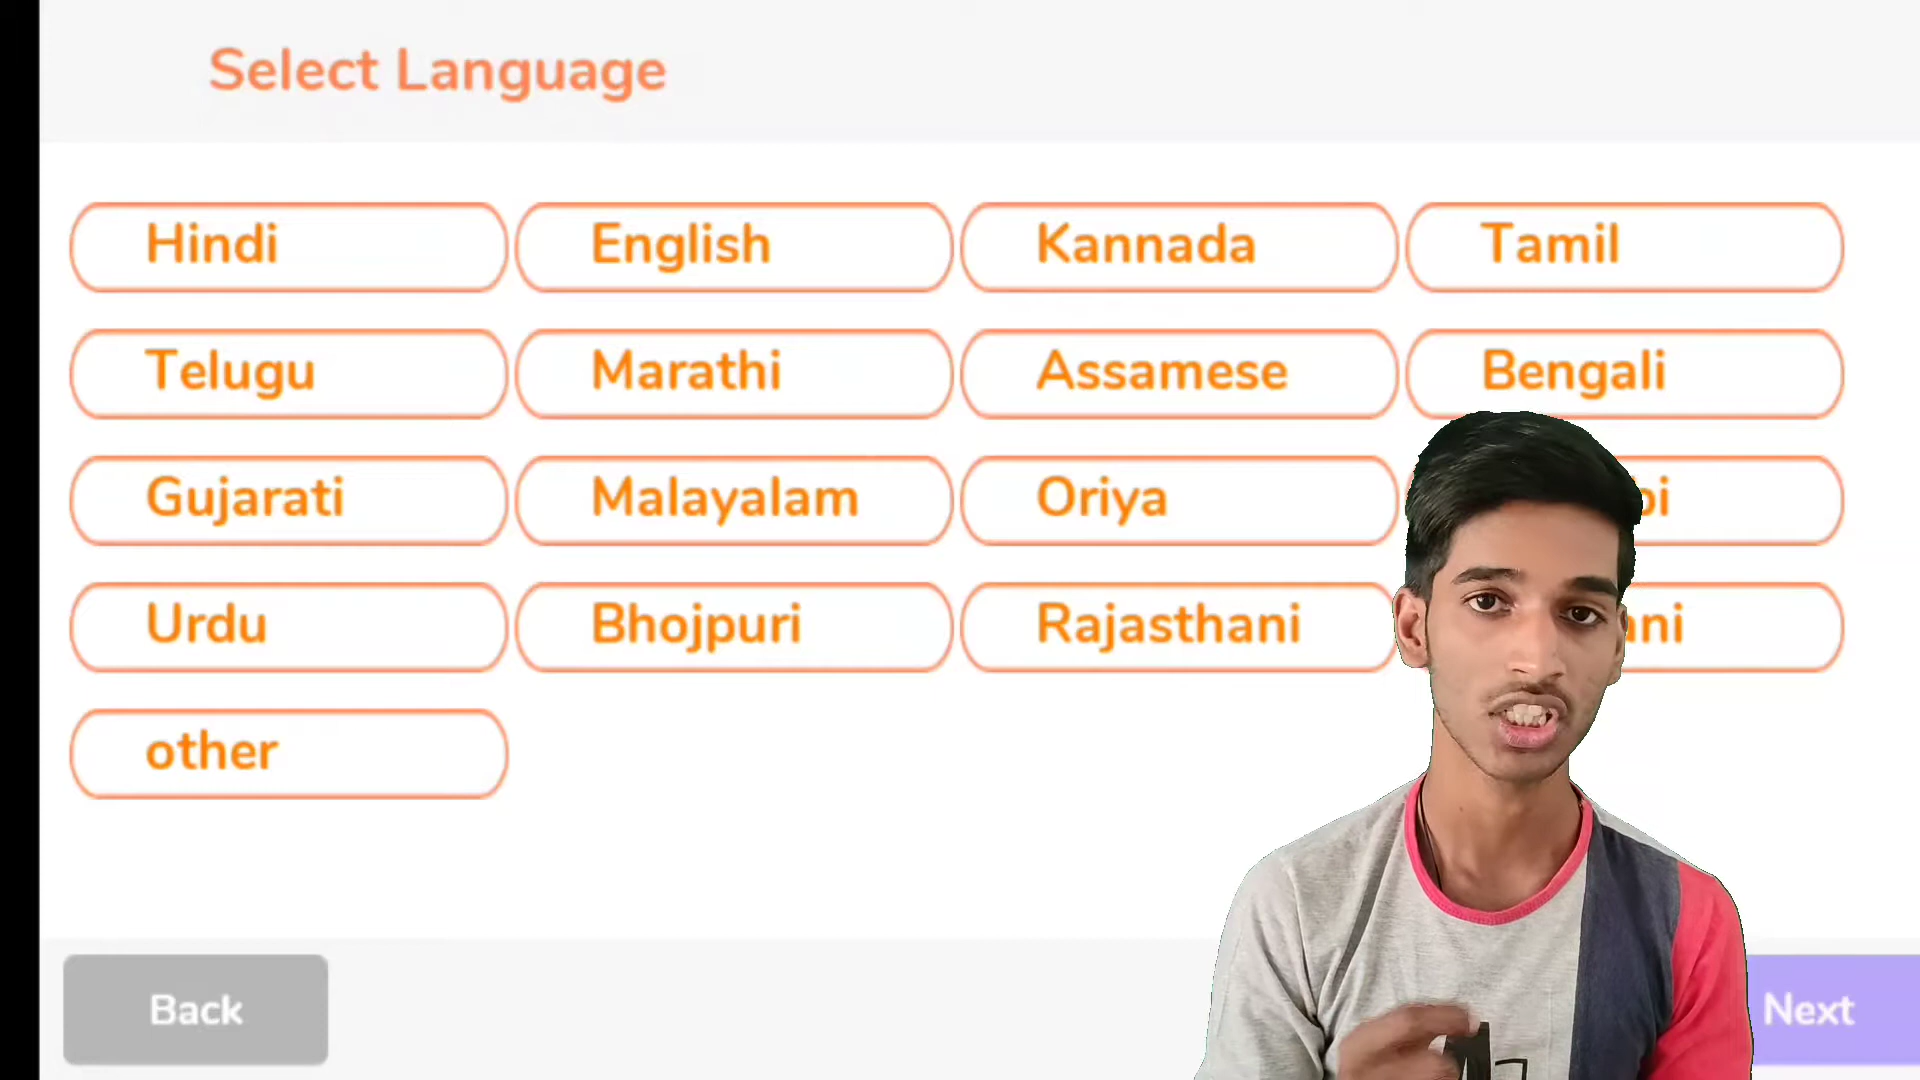 Select Language
Hindi English Kannada Tamil
Telugu Marathi Assamese Bengali
Gujarati Malayalam Oriya
Urdu Bhojpuri Rajasthani
other
Back Next